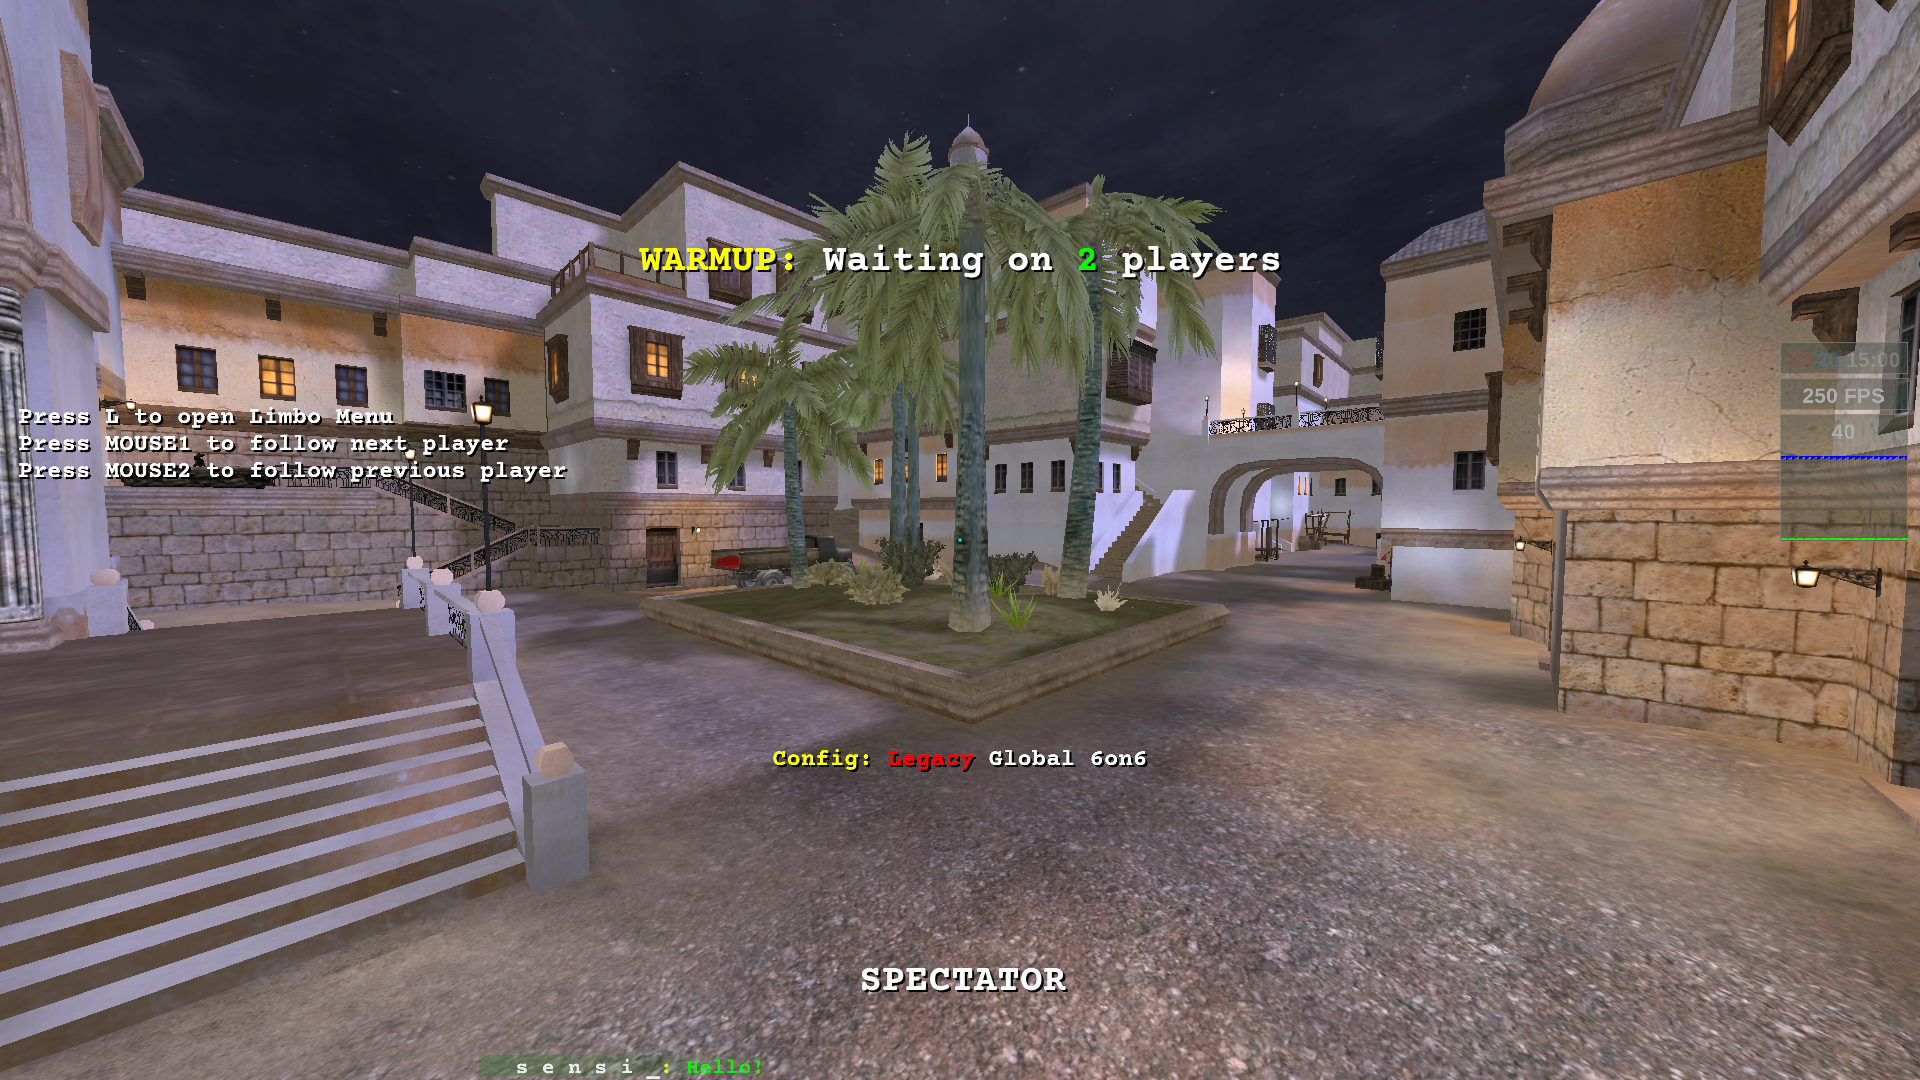 WARMUP: Waiting on 2 players
15:00
250 FPS
Press L to open Limbo Menu
40
Press MOUSE1 to follow next player
Press MOUSE2 to follow previous player
Config: Legacy Global 6on6
SPECTATOR
s e n s i _: Hello!